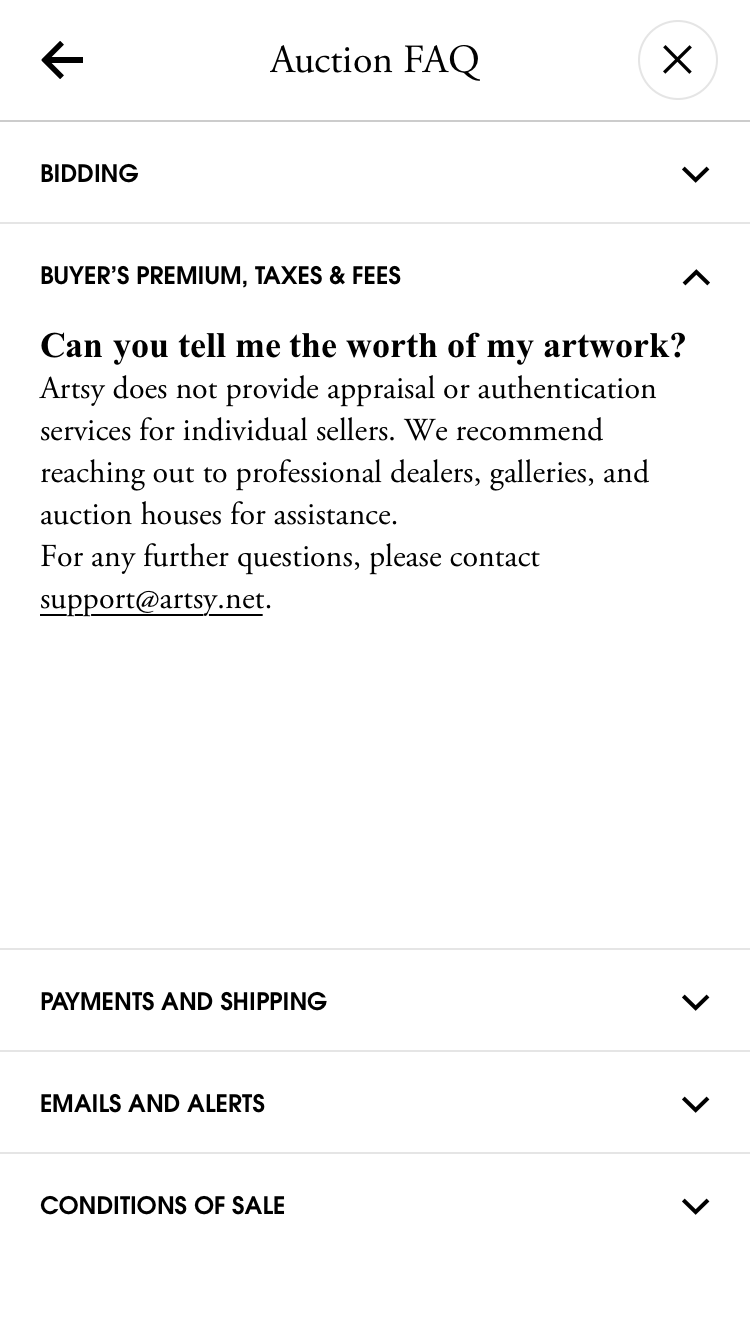 Auction FAQ
BIDDING
BUYER’S PREMIUM, TAXES & FEES
Can you tell me the worth of my artwork?
Artsy does not provide appraisal or authentication
services for individual sellers. We recommend
reaching out to professional dealers, galleries, and
auction houses for assistance.
For any further questions, please contact
support@artsy.net.
PAYMENTS AND SHIPPING
EMAILS AND ALERTS
CONDITIONS OF SALE